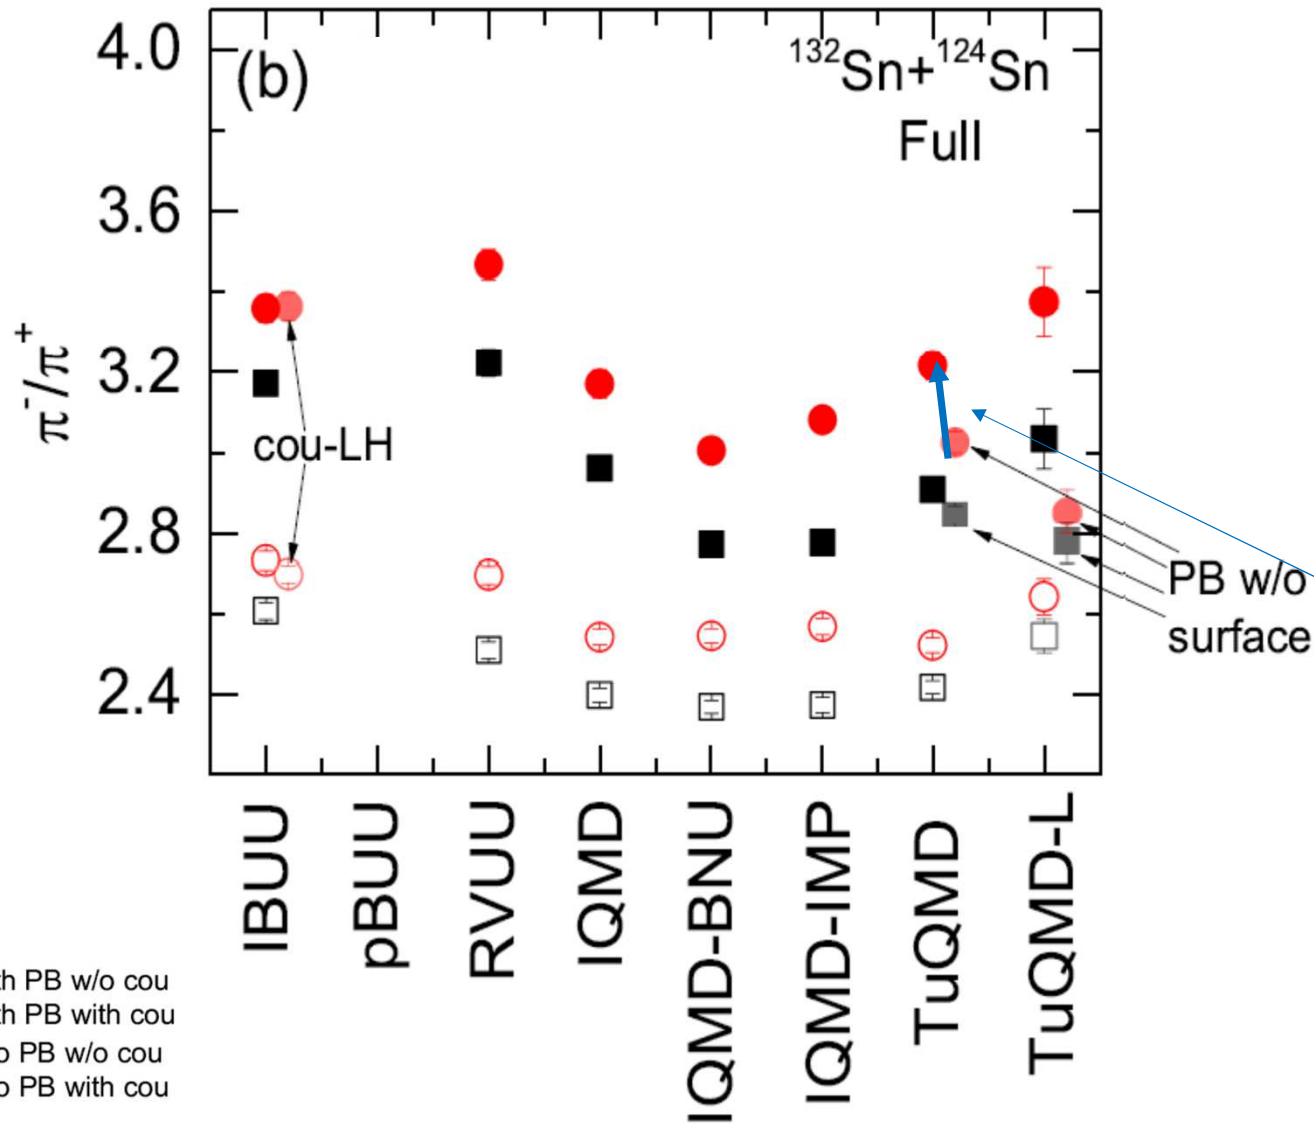 4.0
(b)
¹³²Sn+¹²⁴Sn
Full
3.6
π⁻/π⁺
3.2
cou-LH
2.8
PB w/o
surface
2.4
IBUU
pBUU
RVUU
IQMD
IQMD-BNU
IQMD-IMP
TuQMD
TuQMD-L
th PB w/o cou
th PB with cou
o PB w/o cou
o PB with cou